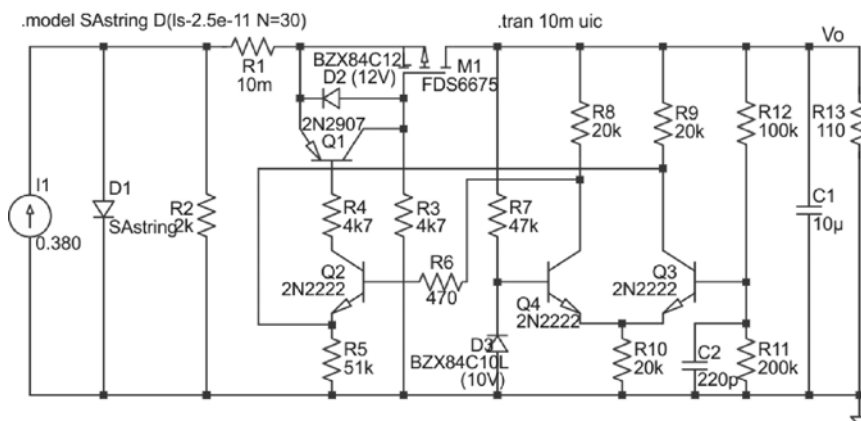 .model SAstring D(Is-2.5e-11 N=30)
.tran 10m uic
Vo
R1
10m
BZX84C12L
D2 (12V)
M1
FDS6675
2N2907
Q1
R8
20k
R9
20k
R12
100k
R13
110
I1
0.380
D1
SAstring
R2
2k
R4
4k7
R3
4k7
R7
47k
C1
10µ
R6
470
Q2
2N2222
Q4
2N2222
Q3
2N2222
D3
BZX84C10L
(10V)
R5
51k
R10
20k
C2
220p
R11
200k